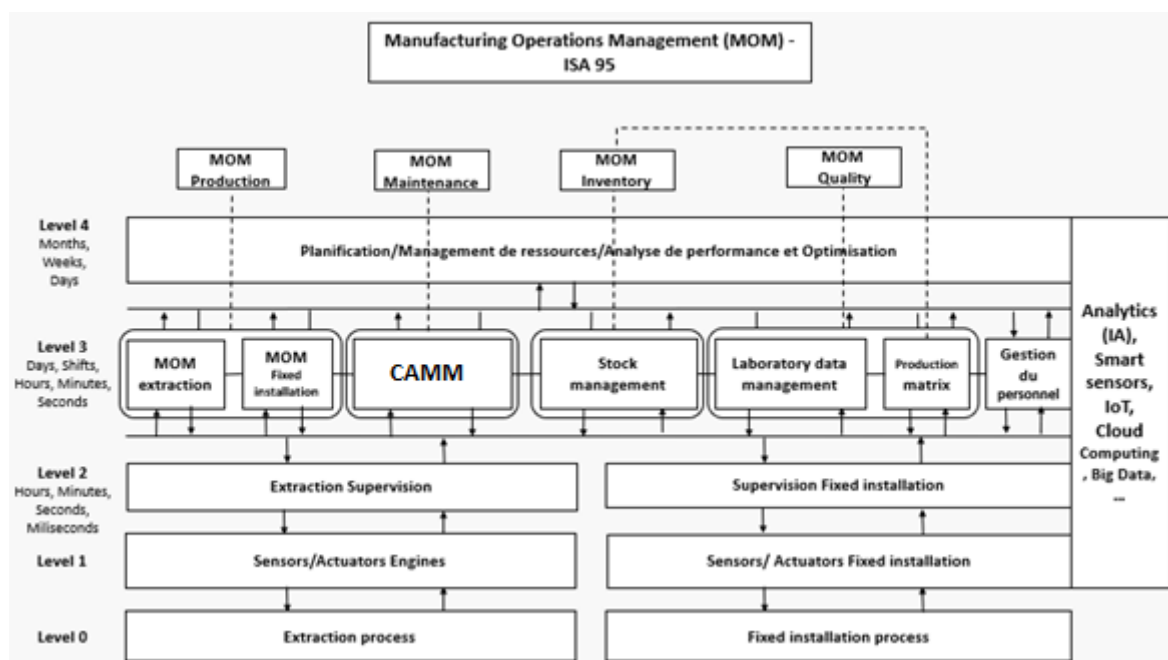 Manufacturing Operations Management (MOM) -
ISA 95
MOM
Production
MOM
Maintenance
MOM
Inventory
MOM
Quality
Level 4
Months,
Weeks,
Days
Planification/Management de ressources/Analyse de performance et Optimisation
Level 3
Days, Shifts,
Hours, Minutes,
Seconds
MOM
extraction
MOM
Fixed
installation
CAMM
Stock
management
Laboratory data
management
Production
matrix
Gestion
du
personnel
Analytics
(IA),
Smart
sensors,
IoT,
Cloud
Computing
, Big Data,
...
Level 2
Hours, Minutes,
Seconds,
Miliseconds
Extraction Supervision
Supervision Fixed installation
Level 1
Sensors/Actuators Engines
Sensors/ Actuators Fixed installation
Level 0
Extraction process
Fixed installation process